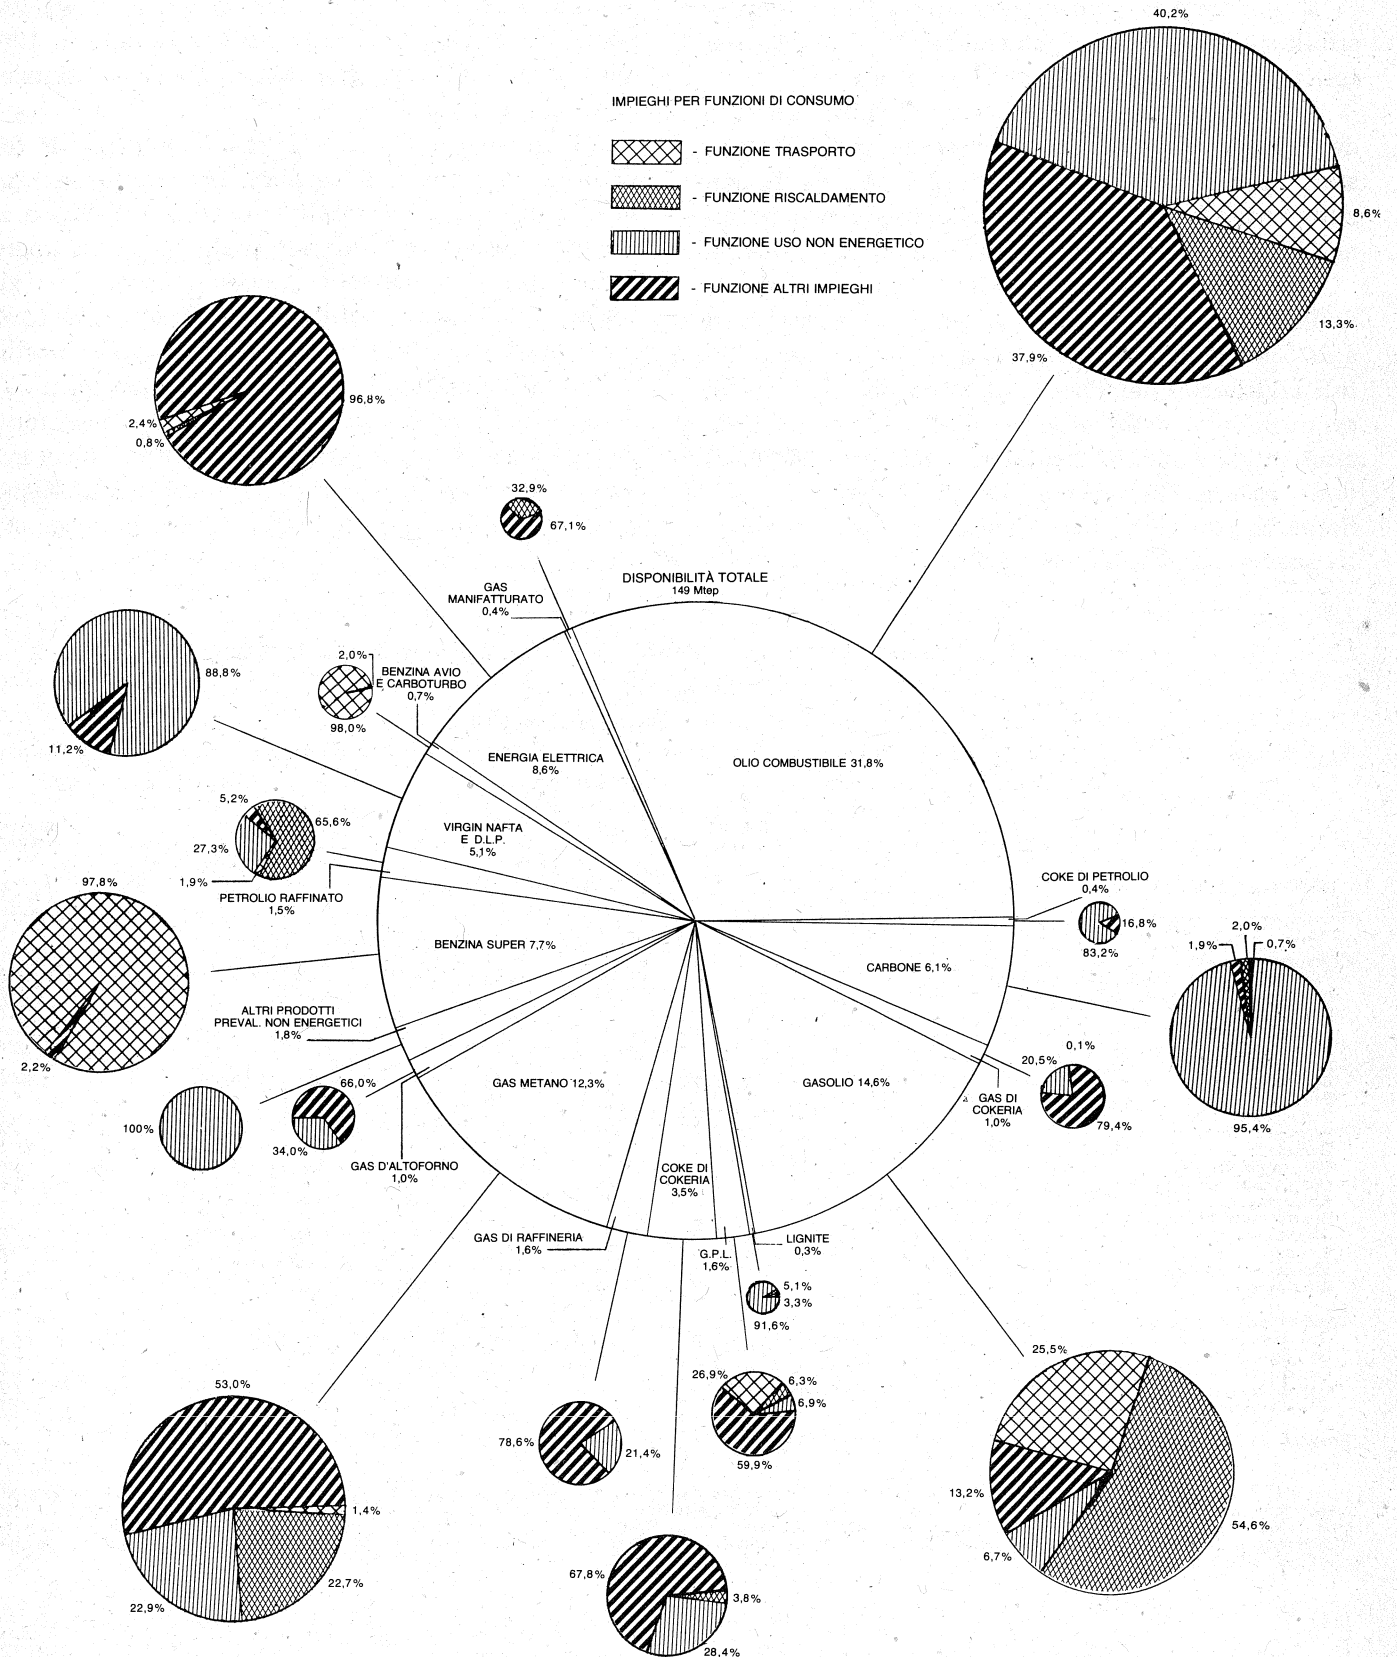 40,2%
IMPIEGHI PER FUNZIONI DI CONSUMO
- FUNZIONE TRASPORTO
- FUNZIONE RISCALDAMENTO
- FUNZIONE USO NON ENERGETICO
- FUNZIONE ALTRI IMPIEGHI
8,6%
13,3%
37,9%
96,8%
2,4%
0,8%
32,9%
67,1%
DISPONIBILITÀ TOTALE
149 Mtep
GAS
MANIFATTURATO
0,4%
2,0%
BENZINA AVIO
E CARBOTURBO
0,7%
98,0%
88,8%
11,2%
ENERGIA ELETTRICA
8,6%
OLIO COMBUSTIBILE 31,8%
5,2%
65,6%
27,3%
1,9%
VIRGIN NAFTA
E D.L.P.
5,1%
PETROLIO RAFFINATO
1,5%
97,8%
2,2%
BENZINA SUPER 7,7%
COKE DI PETROLIO
0,4%
16,8%
83,2%
CARBONE 6,1%
2,0%
1,9%
0,7%
95,4%
ALTRI PRODOTTI
PREVAL. NON ENERGETICI
1,8%
100%
66,0%
34,0%
GAS D'ALTOFORNO
1,0%
GAS METANO 12,3%
GASOLIO 14,6%
0,1%
20,5%
79,4%
GAS DI
COKERIA
1,0%
COKE DI
COKERIA
3,5%
GAS DI RAFFINERIA
1,6%
G.P.L.
1,6%
LIGNITE
0,3%
5,1%
3,3%
91,6%
53,0%
1,4%
22,7%
22,9%
78,6%
21,4%
26,9%
6,3%
6,9%
59,9%
25,5%
13,2%
6,7%
54,6%
67,8%
3,8%
28,4%